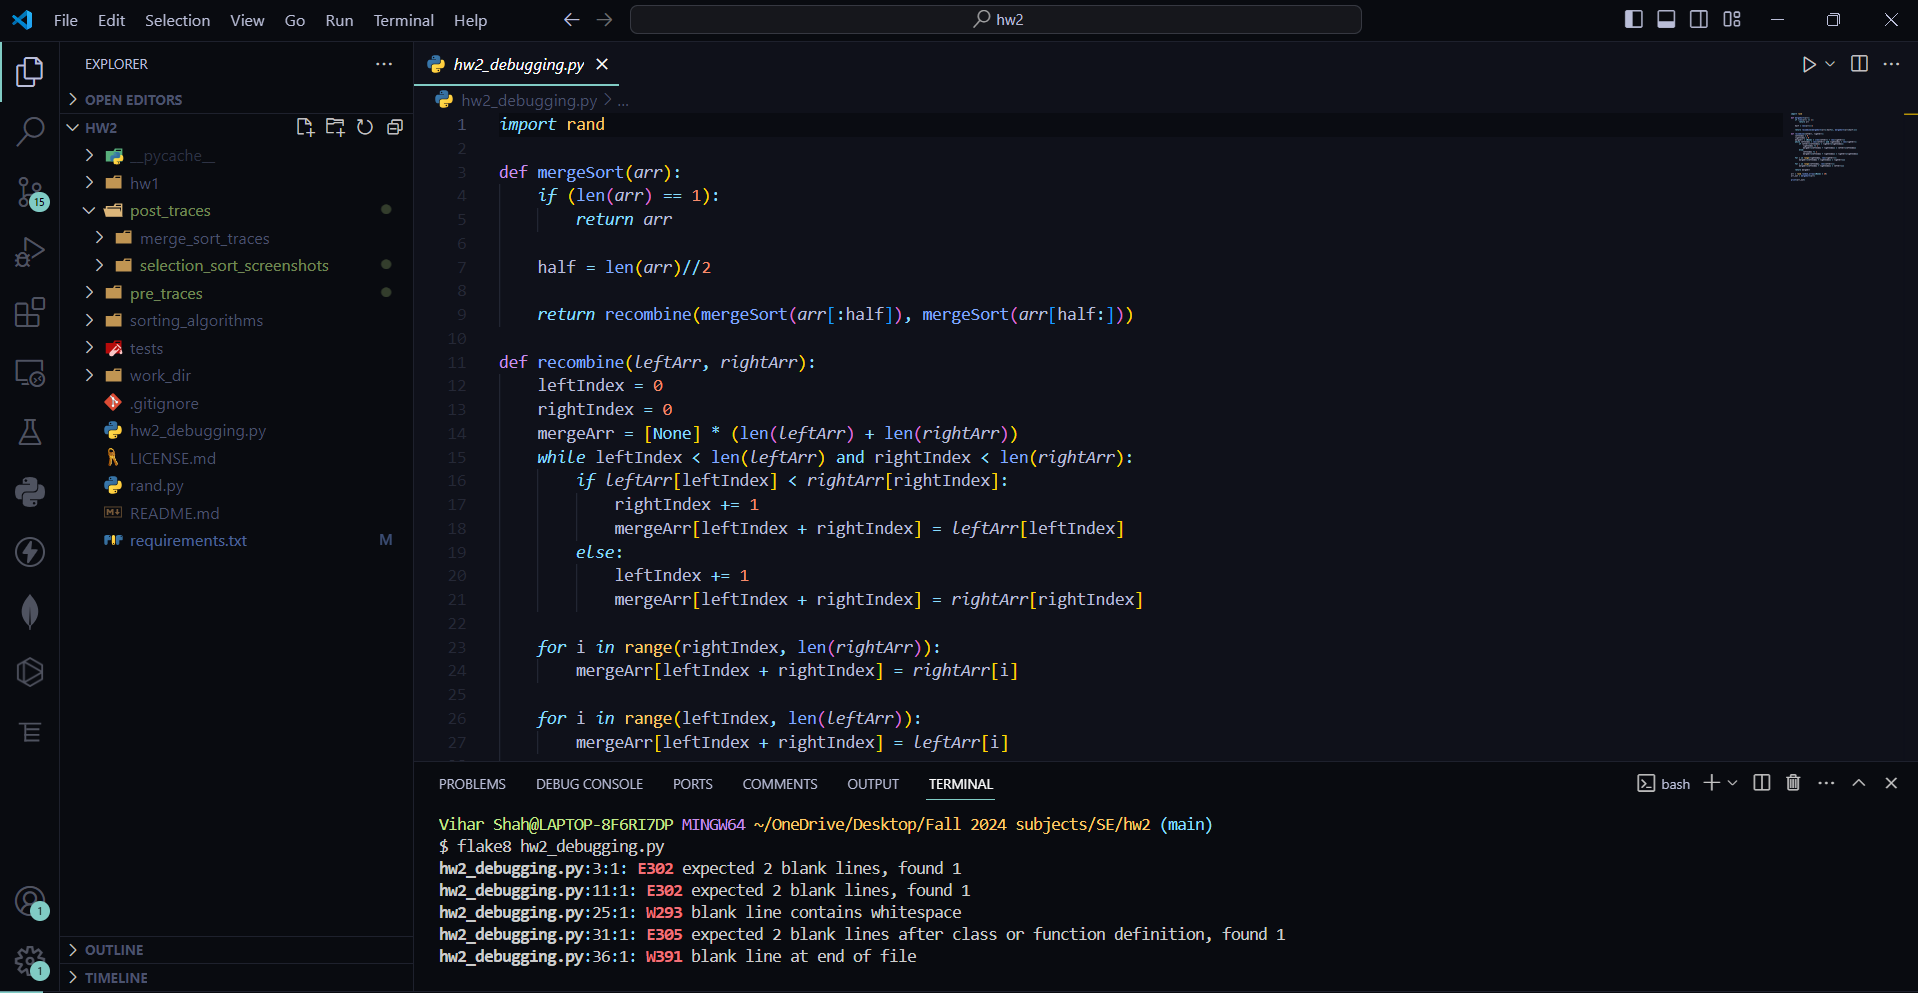 File Edit Selection View Go Run Terminal Help
hw2
EXPLORER
OPEN EDITORS
HW2
__pycache__
hw1
post_traces
merge_sort_traces
selection_sort_screenshots
pre_traces
sorting_algorithms
tests
work_dir
.gitignore
hw2_debugging.py
LICENSE.md
rand.py
README.md
requirements.txt M
OUTLINE
TIMELINE
15
1
1
hw2_debugging.py
hw2_debugging.py > ...
1 import rand
2
3 def mergeSort(arr):
4     if (len(arr) == 1):
5         return arr
6
7     half = len(arr)//2
8
9     return recombine(mergeSort(arr[:half]), mergeSort(arr[half:]))
10
11 def recombine(leftArr, rightArr):
12     leftIndex = 0
13     rightIndex = 0
14     mergeArr = [None] * (len(leftArr) + len(rightArr))
15     while leftIndex < len(leftArr) and rightIndex < len(rightArr):
16         if leftArr[leftIndex] < rightArr[rightIndex]:
17             rightIndex += 1
18             mergeArr[leftIndex + rightIndex] = leftArr[leftIndex]
19         else:
20             leftIndex += 1
21             mergeArr[leftIndex + rightIndex] = rightArr[rightIndex]
22
23     for i in range(rightIndex, len(rightArr)):
24         mergeArr[leftIndex + rightIndex] = rightArr[i]
25
26     for i in range(leftIndex, len(leftArr)):
27         mergeArr[leftIndex + rightIndex] = leftArr[i]
PROBLEMS DEBUG CONSOLE PORTS COMMENTS OUTPUT TERMINAL
bash
Vihar Shah@LAPTOP-8F6RI7DP MINGW64 ~/OneDrive/Desktop/Fall 2024 subjects/SE/hw2 (main)
$ flake8 hw2_debugging.py
hw2_debugging.py:3:1: E302 expected 2 blank lines, found 1
hw2_debugging.py:11:1: E302 expected 2 blank lines, found 1
hw2_debugging.py:25:1: W293 blank line contains whitespace
hw2_debugging.py:31:1: E305 expected 2 blank lines after class or function definition, found 1
hw2_debugging.py:36:1: W391 blank line at end of file